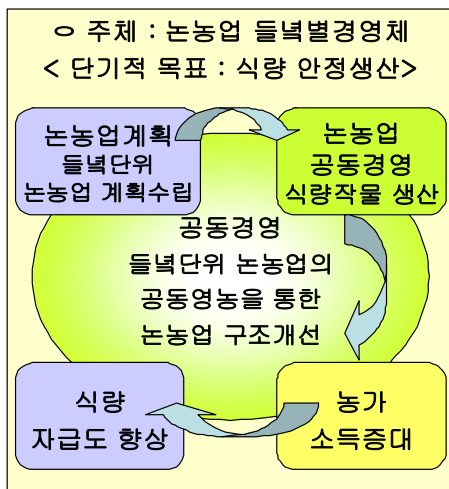 ㅇ 주체 : 논농업 들녘별경영체
< 단기적 목표 : 식량 안정생산>
논농업계획
들녘단위
논농업 계획수립
논농업
공동경영
식량작물 생산
공동경영
들녘단위 논농업의
공동영농을 통한
논농업 구조개선
식량
자급도 향상
농가
소득증대